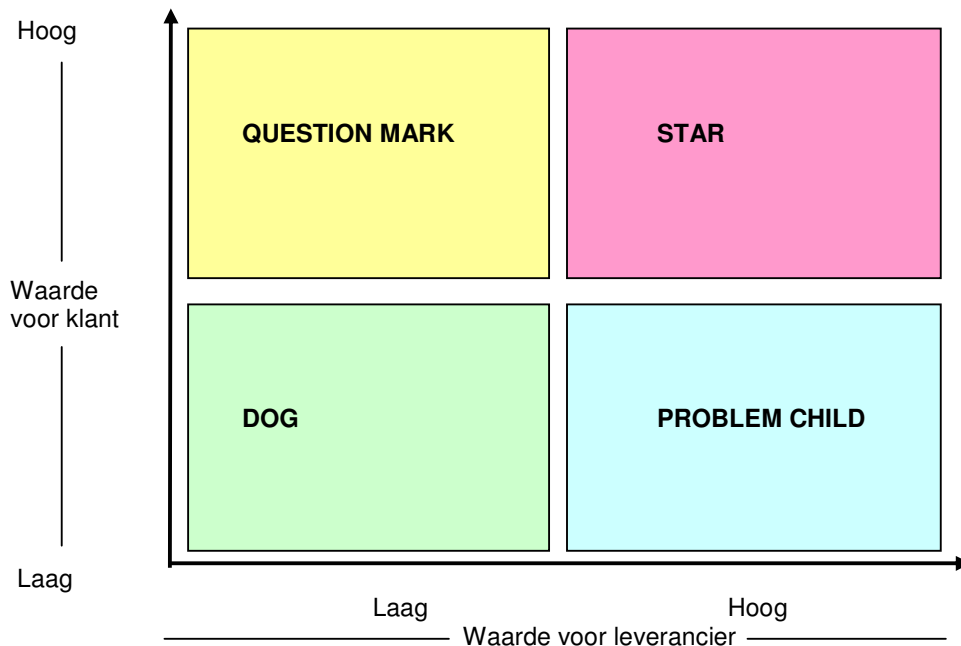 Hoog
QUESTION MARK
STAR
Waarde
voor klant
DOG
PROBLEM CHILD
Laag
Laag
Hoog
Waarde voor leverancier